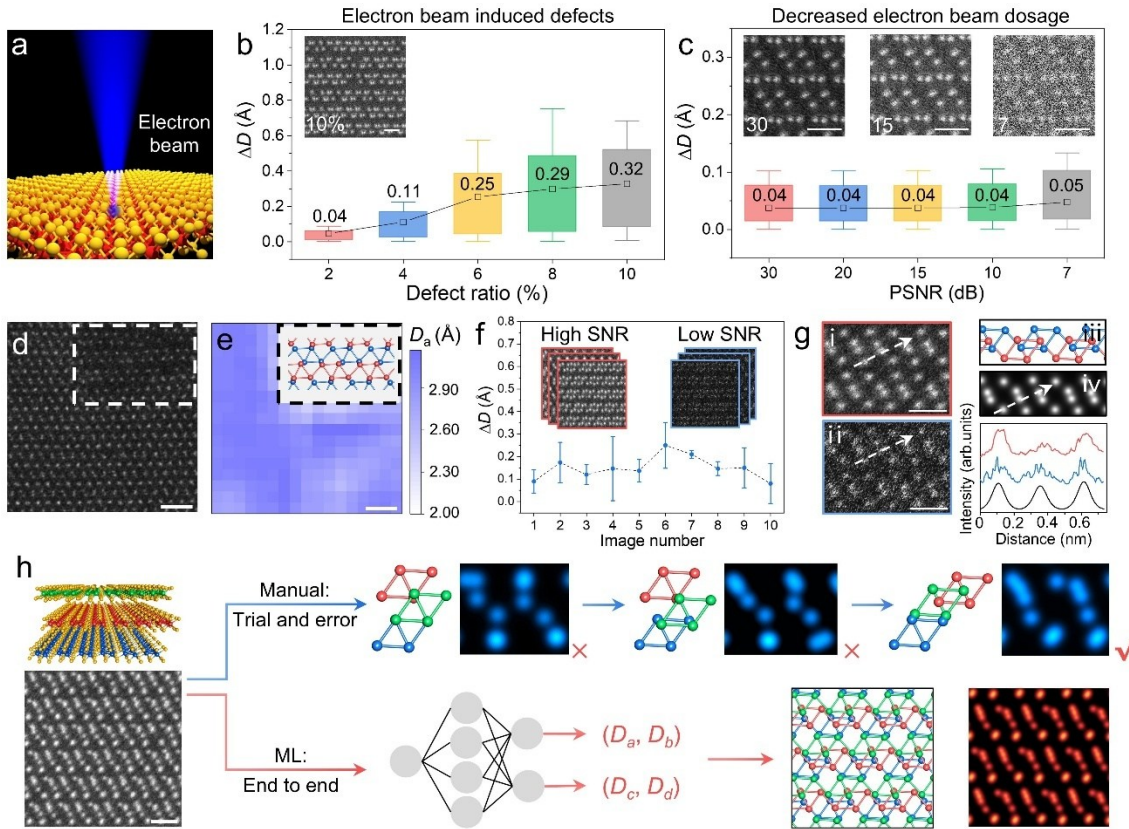 a
Electron
beam
Electron beam induced defects
b
ΔD (Å)
1.2
1.0
0.8
0.6
0.4
0.2
0.0
10%
0.04
0.11
0.25
0.29
0.32
2
4
6
8
10
Defect ratio (%)
Decreased electron beam dosage
c
ΔD (Å)
0.3
0.2
0.1
0.0
30
15
7
0.04
0.04
0.04
0.04
0.05
30
20
15
10
7
PSNR (dB)
d
e
Da (Å)
2.90
2.60
2.30
2.00
f
ΔD (Å)
0.8
0.7
0.6
0.5
0.4
0.3
0.2
0.1
0.0
High SNR
Low SNR
1
2
3
4
5
6
7
8
9
10
Image number
g
i
ii
iii
iv
Intensity (arb.units)
0
0.2
0.4
0.6
Distance (nm)
h
Manual:
Trial and error
×
×
√
ML:
End to end
(Da, Db)
(Dc, Dd)